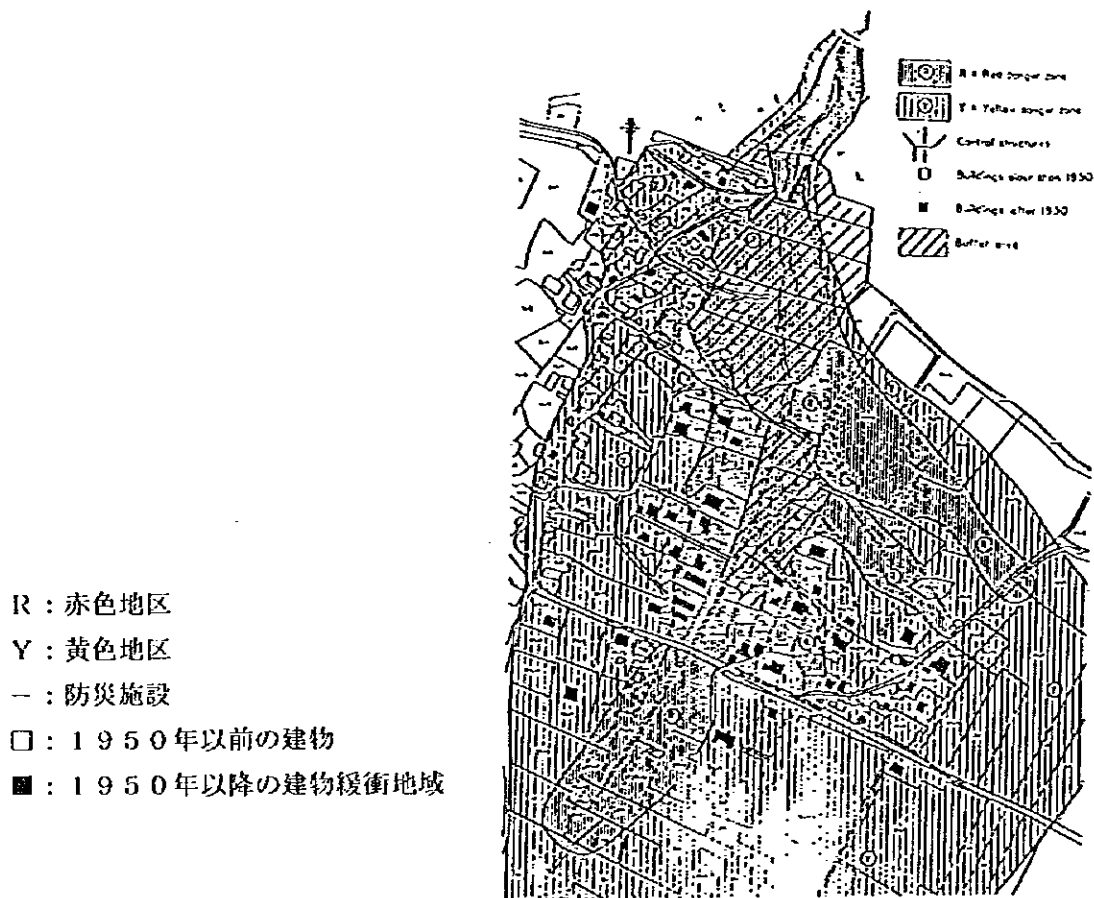 R = Red danger zone
Y = Yellow danger zone
Control structures
Buildings older than 1950
Buildings after 1950
Buffer area
R：赤色地区
Y：黄色地区
－：防災施設
□：１９５０年以前の建物
■：１９５０年以降の建物緩衝地域